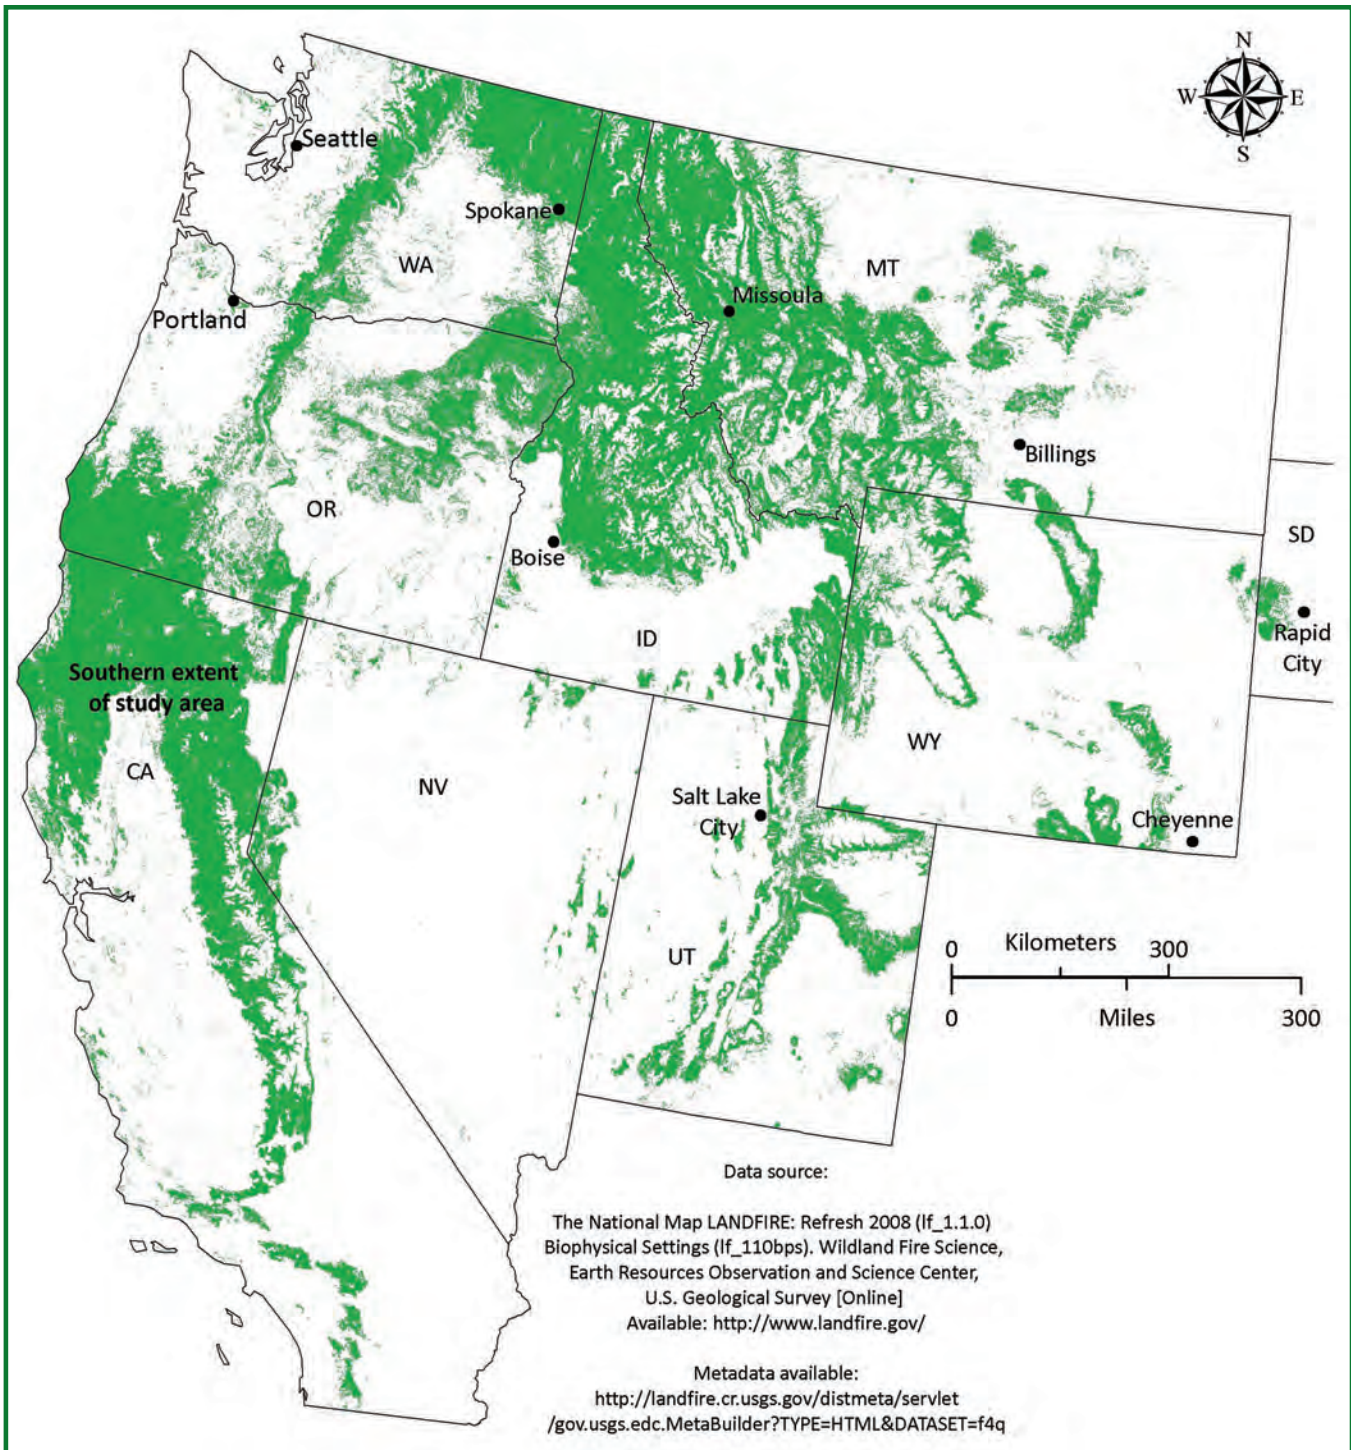 N
W
E
S
Seattle
Spokane
WA
MT
Missoula
Portland
Billings
OR
SD
Boise
ID
Rapid
City
Southern extent
of study area
WY
CA
NV
Salt Lake
City
Cheyenne
UT
0 Kilometers 300
0 Miles 300
Data source:
The National Map LANDFIRE: Refresh 2008 (lf_1.1.0)
Biophysical Settings (lf_110bps). Wildland Fire Science,
Earth Resources Observation and Science Center,
U.S. Geological Survey [Online]
Available: http://www.landfire.gov/
Metadata available:
http://landfire.cr.usgs.gov/distmeta/servlet
/gov.usgs.edc.MetaBuilder?TYPE=HTML&DATASET=f4q